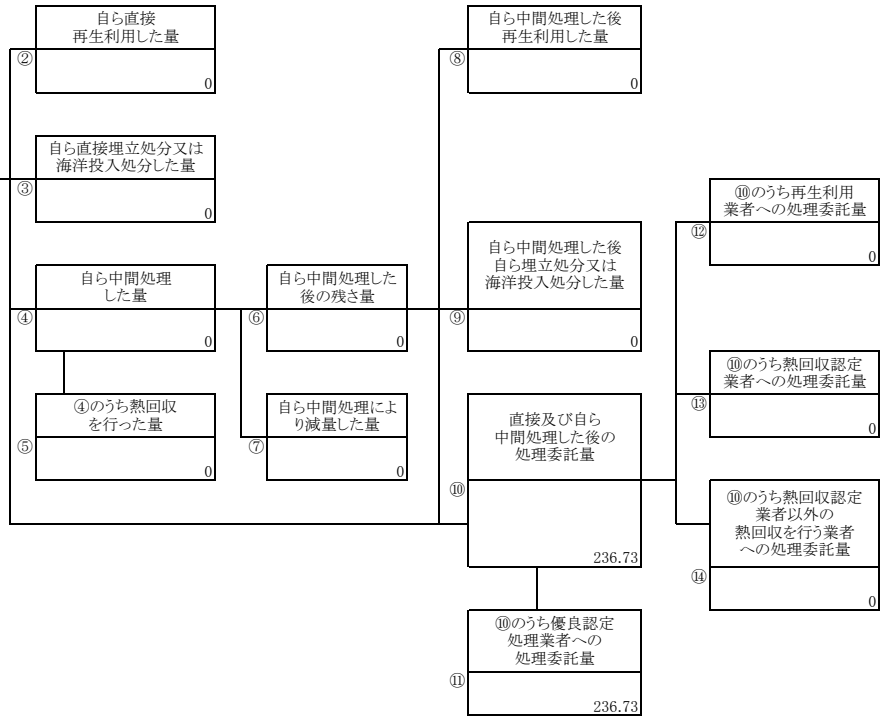 自ら直接
再生利用した量
②
0
自ら直接埋立処分又は
海洋投入処分した量
③
0
自ら中間処理
した量
④
0
④のうち熱回収
を行った量
⑤
0
自ら中間処理した
後の残さ量
⑥
0
自ら中間処理によ
り減量した量
⑦
0
自ら中間処理した後
再生利用した量
⑧
0
自ら中間処理した後
自ら埋立処分又は
海洋投入処分した量
⑨
0
直接及び自ら
中間処理した後の
処理委託量
⑩
236.73
⑩のうち優良認定
処理業者への
処理委託量
⑪
236.73
⑩のうち再生利用
業者への処理委託量
⑫
0
⑩のうち熱回収認定
業者への処理委託量
⑬
0
⑩のうち熱回収認定
業者以外の
熱回収を行う業者
への処理委託量
⑭
0